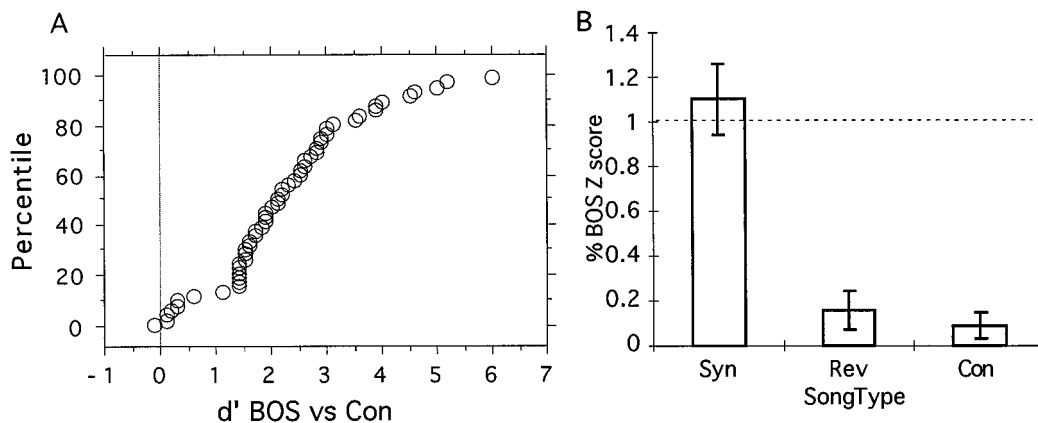 A
Percentile
100
80
60
40
20
0
-1 0 1 2 3 4 5 6 7
d' BOS vs Con
B
% BOS Z score
1.4
1.2
1
0.8
0.6
0.4
0.2
0
Syn Rev Con
SongType